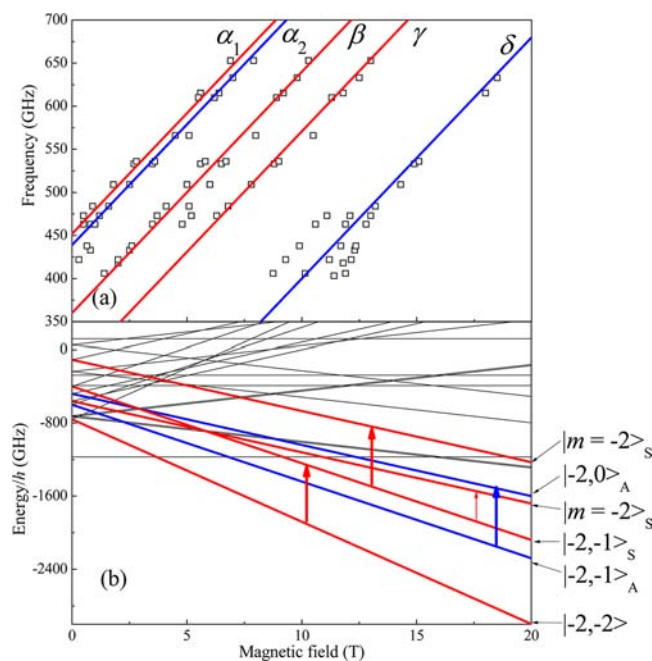 700
650
600
550
500
450
400
350
Frequency (GHz)
α1 α2 β γ δ
(a)
0
-800
-1600
-2400
Energy/h (GHz)
(b)
|m = -2>S
|-2,0>A
|m = -2>S
|-2,-1>S
|-2,-1>A
|-2,-2>
0 5 10 15 20
Magnetic field (T)